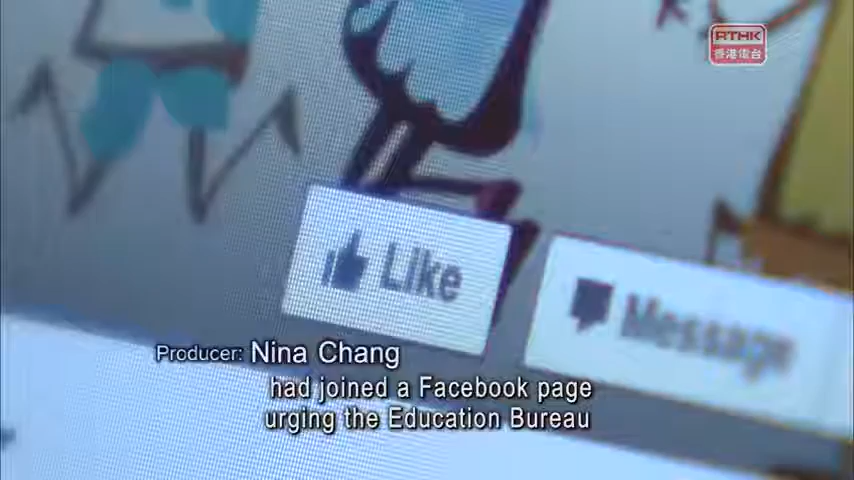 RTHK
香港電台
Like
Message
Producer: Nina Chang
had joined a Facebook page
urging the Education Bureau